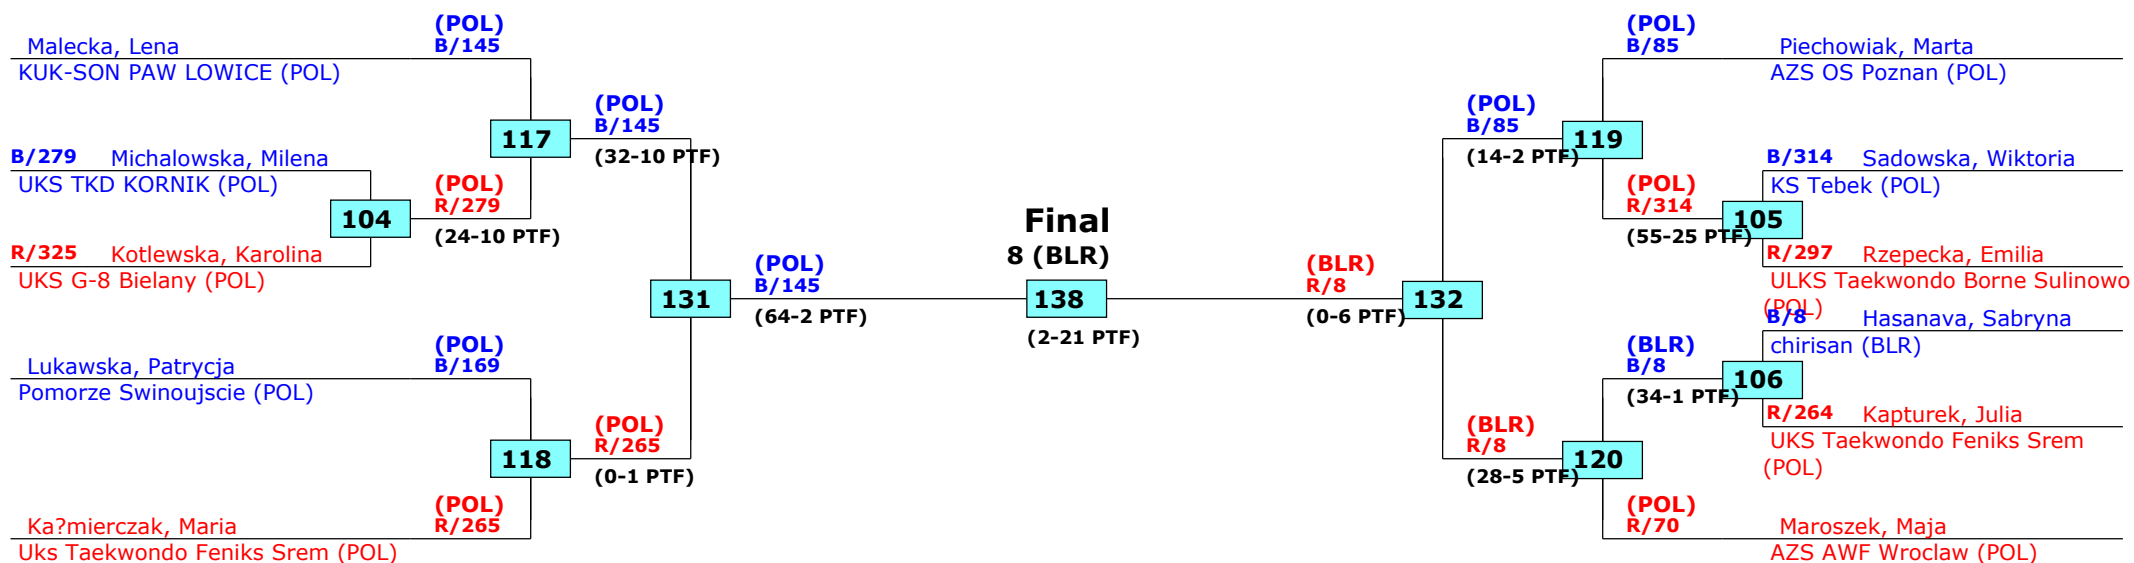 (POL)
B/145
Malecka, Lena
KUK-SON PAW LOWICE (POL)
117
(POL)
B/145
(32-10 PTF)
B/279 Michalowska, Milena
UKS TKD KORNIK (POL)
104
(POL)
R/279
(24-10 PTF)
R/325 Kotlewska, Karolina
UKS G-8 Bielany (POL)
131
(POL)
B/145
(64-2 PTF)
(POL)
B/169
Lukawska, Patrycja
Pomorze Swinoujscie (POL)
118
(POL)
R/265
(0-1 PTF)
(POL)
R/265
Ka?mierczak, Maria
Uks Taekwondo Feniks Srem (POL)
Final
8 (BLR)
138
(2-21 PTF)
(BLR)
R/8
(0-6 PTF)
132
(POL)
B/85
(14-2 PTF)
119
(POL)
B/85
Piechowiak, Marta
AZS OS Poznan (POL)
(POL)
R/314
(55-25 PTF)
105
B/314 Sadowska, Wiktoria
KS Tebek (POL)
R/297 Rzepecka, Emilia
ULKS Taekwondo Borne Sulinowo
(POL)
B/8 Hasanava, Sabryna
chirisan (BLR)
(BLR)
B/8
(34-1 PTF)
106
R/264 Kapturek, Julia
UKS Taekwondo Feniks Srem
(POL)
(BLR)
R/8
(28-5 PTF)
120
(POL)
R/70
Maroszek, Maja
AZS AWF Wroclaw (POL)